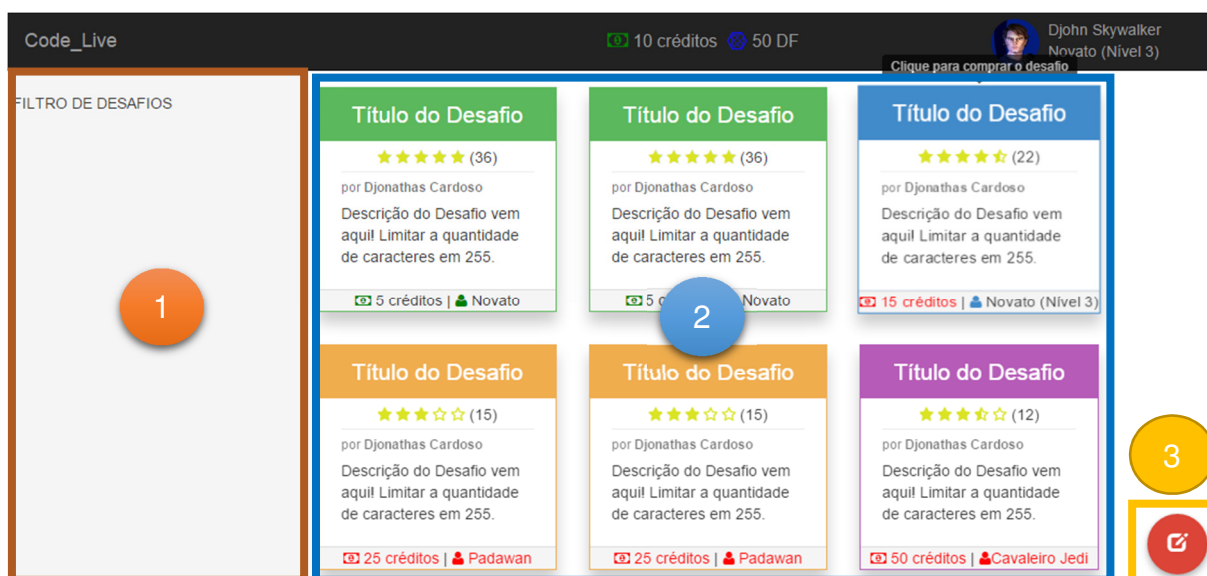 Code_Live
10 créditos 50 DF
Djohn Skywalker
Novato (Nível 3)
Clique para comprar o desafio
FILTRO DE DESAFIOS
1
Título do Desafio
(36)
por Djonathas Cardoso
Descrição do Desafio vem
aqui! Limitar a quantidade
de caracteres em 255.
5 créditos | Novato
Título do Desafio
(36)
por Djonathas Cardoso
Descrição do Desafio vem
aqui! Limitar a quantidade
de caracteres em 255.
5 Novato
2
Título do Desafio
(22)
por Djonathas Cardoso
Descrição do Desafio vem
aqui! Limitar a quantidade
de caracteres em 255.
15 créditos | Novato (Nível 3)
Título do Desafio
(15)
por Djonathas Cardoso
Descrição do Desafio vem
aqui! Limitar a quantidade
de caracteres em 255.
25 créditos | Padawan
Título do Desafio
(15)
por Djonathas Cardoso
Descrição do Desafio vem
aqui! Limitar a quantidade
de caracteres em 255.
25 créditos | Padawan
Título do Desafio
(12)
por Djonathas Cardoso
Descrição do Desafio vem
aqui! Limitar a quantidade
de caracteres em 255.
50 créditos | Cavaleiro Jedi
3